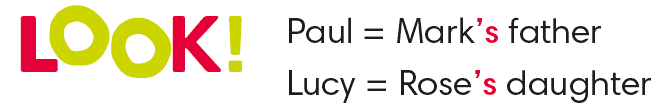 LOOK!
Paul = Mark's father
Lucy = Rose's daughter